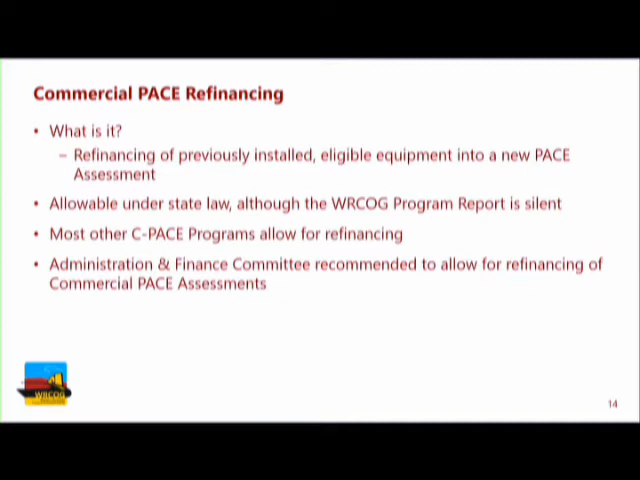 Commercial PACE Refinancing
• What is it?
– Refinancing of previously installed, eligible equipment into a new PACE
Assessment
• Allowable under state law, although the WRCOG Program Report is silent
• Most other C-PACE Programs allow for refinancing
• Administration & Finance Committee recommended to allow for refinancing of
Commercial PACE Assessments
WRCOG
14